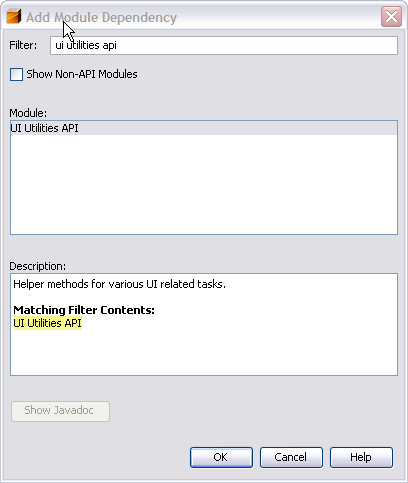 Add Module Dependency
Filter: ui utilities api
Show Non-API Modules
Module:
UI Utilities API
Description:
Helper methods for various UI related tasks.
Matching Filter Contents:
UI Utilities API
Show Javadoc
OK Cancel Help